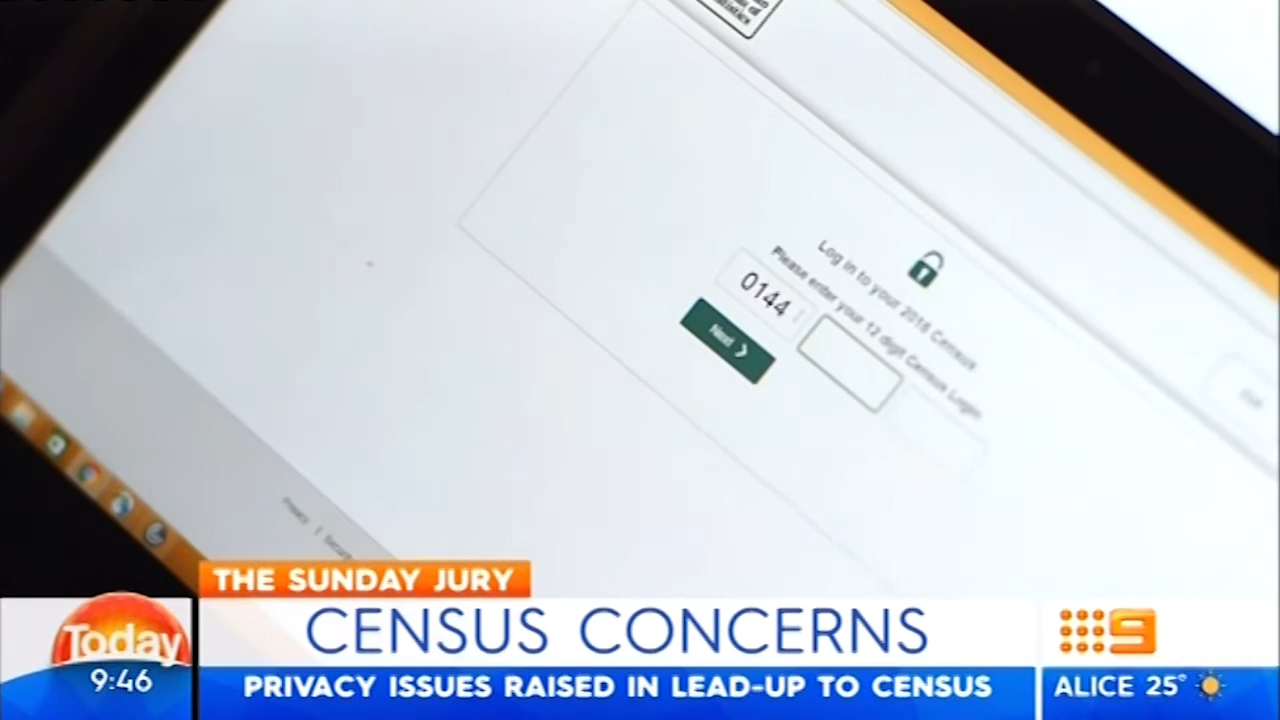 Log in to your 2016 Census
Please enter your 12 digit Census Login
0144
Next
Privacy
THE SUNDAY JURY
CENSUS CONCERNS
PRIVACY ISSUES RAISED IN LEAD-UP TO CENSUS
Today
9:46
9
ALICE 25°